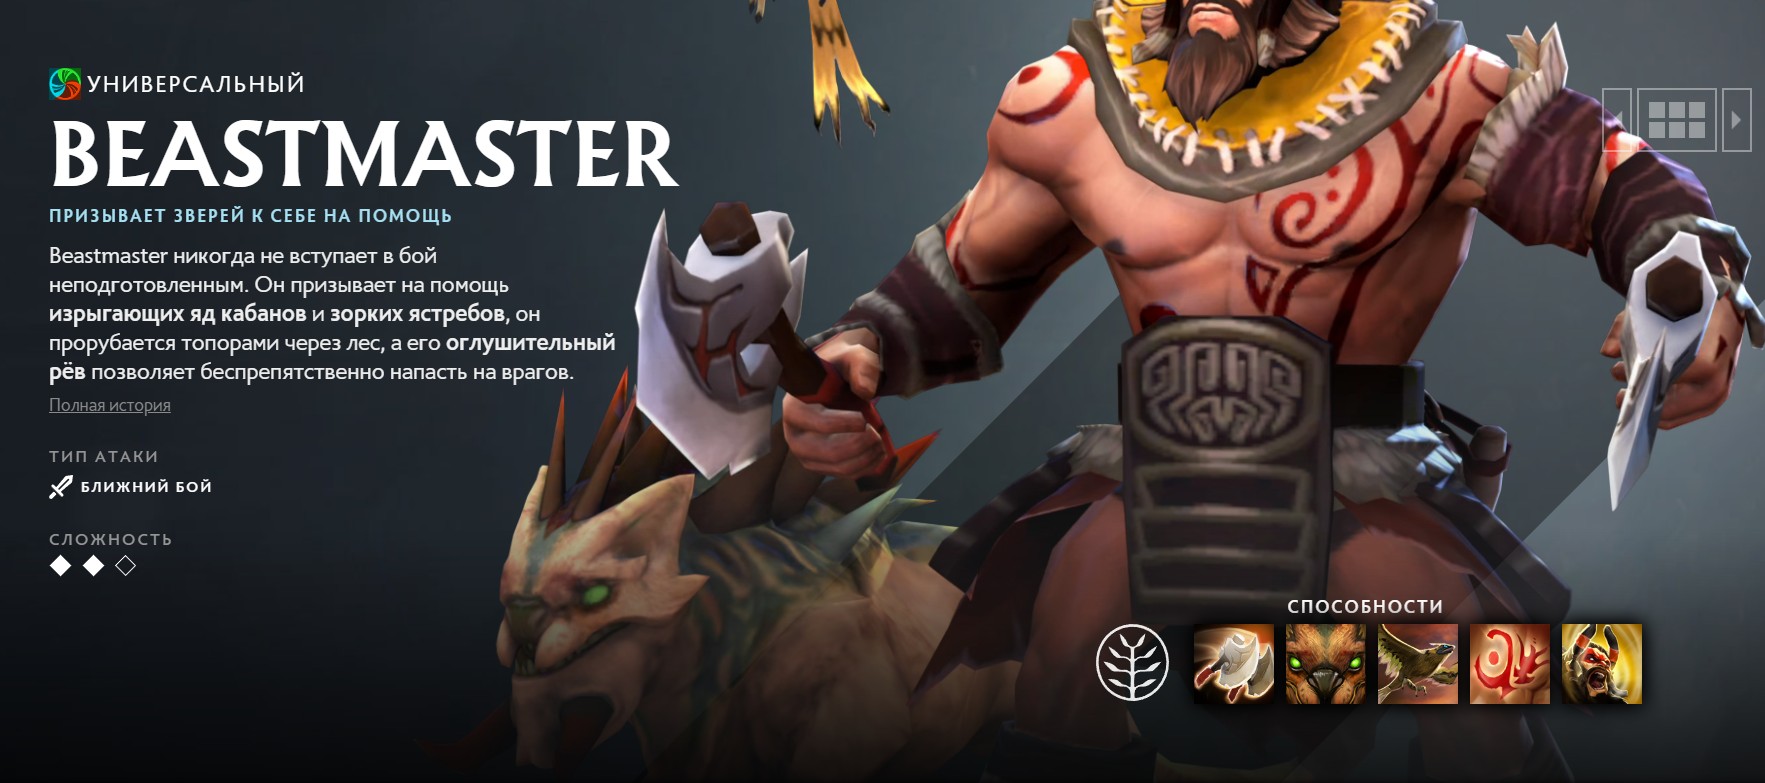 УНИВЕРСАЛЬНЫЙ
BEASTMASTER
ПРИЗЫВАЕТ ЗВЕРЕЙ К СЕБЕ НА ПОМОЩЬ
Beastmaster никогда не вступает в бой
неподготовленным. Он призывает на помощь
изрыгающих яд кабанов и зорких ястребов, он
прорубается топорами через лес, а его оглушительный
рёв позволяет беспрепятственно напасть на врагов.
Полная история
ТИП АТАКИ
БЛИЖНИЙ БОЙ
СЛОЖНОСТЬ
СПОСОБНОСТИ